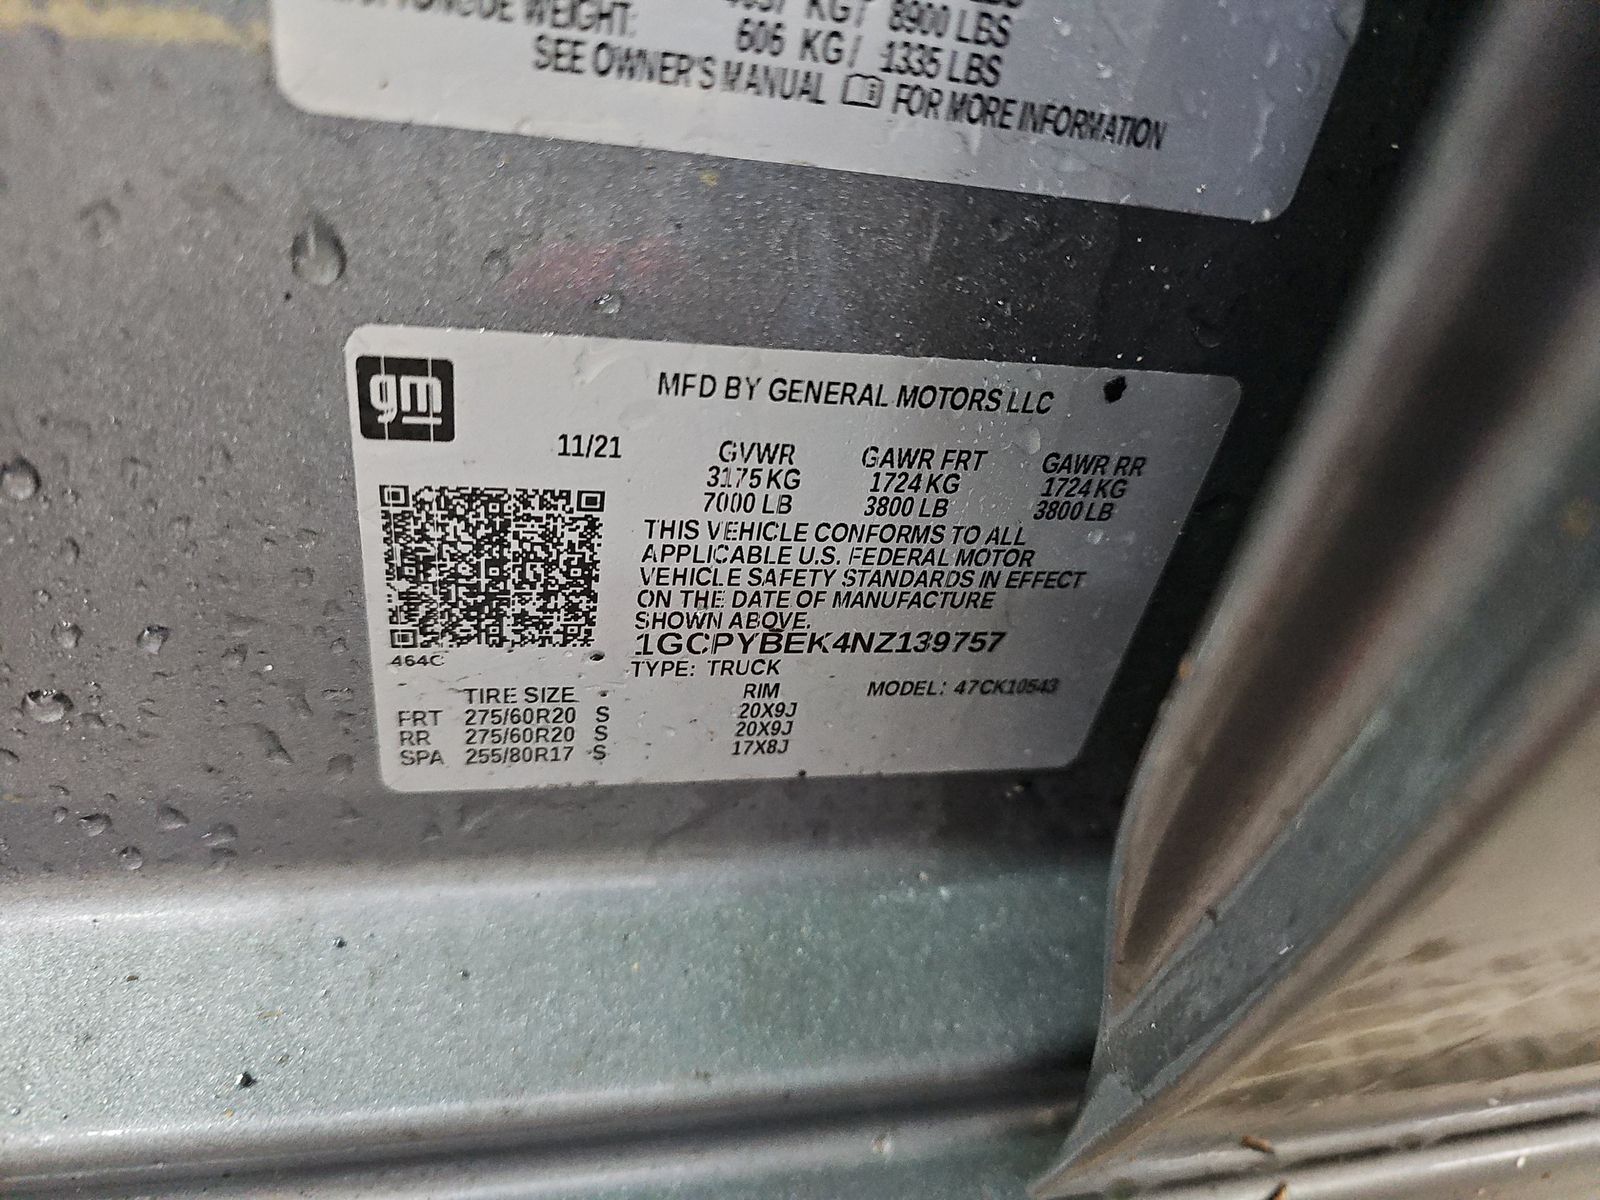 TONGUE WEIGHT: KG/ 8900 LBS
606 KG/ 1335 LBS
SEE OWNER'S MANUAL FOR MORE INFORMATION
gm
MFD BY GENERAL MOTORS LLC
11/21 GVWR GAWR FRT GAWR RR
3175 KG 1724 KG 1724 KG
7000 LB 3800 LB 3800 LB
THIS VEHICLE CONFORMS TO ALL
APPLICABLE U.S. FEDERAL MOTOR
VEHICLE SAFETY STANDARDS IN EFFECT
ON THE DATE OF MANUFACTURE
SHOWN ABOVE.
1GCPYBEK4NZ139757
464C
TYPE: TRUCK
TIRE SIZE RIM MODEL: 47CK10543
FRT 275/60R20 S 20X9J
RR 275/60R20 S 20X9J
SPA 255/80R17 S 17X8J